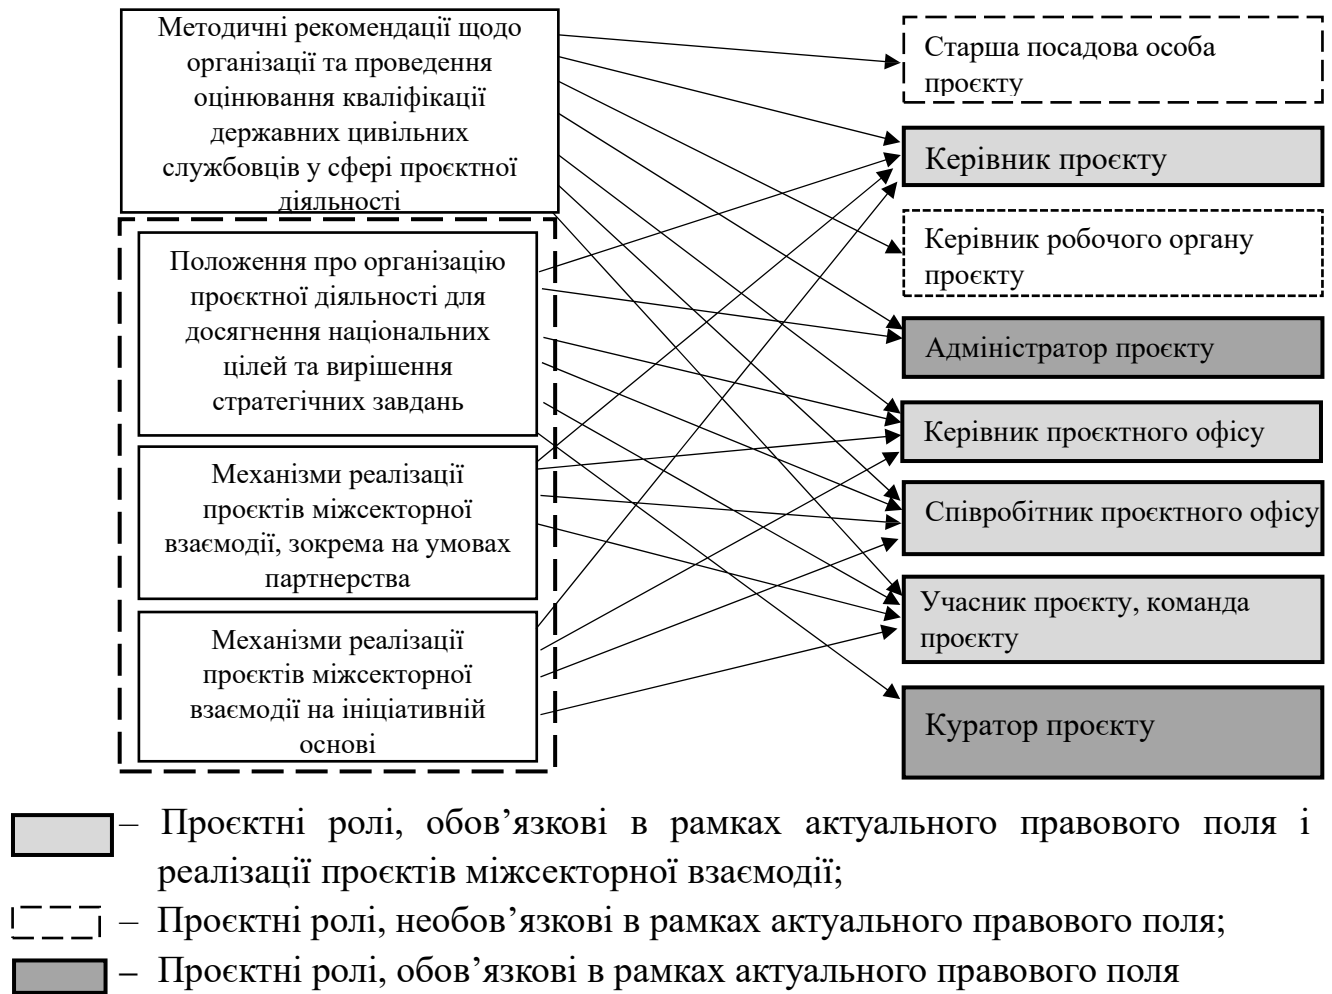 Методичні рекомендації щодо
організації та проведення
оцінювання кваліфікації
державних цивільних
службовців у сфері проєктної
діяльності
Положення про організацію
проєктної діяльності для
досягнення національних
цілей та вирішення
стратегічних завдань
Механізми реалізації
проєктів міжсекторної
взаємодії, зокрема на умовах
партнерства
Механізми реалізації
проєктів міжсекторної
взаємодії на ініціативній
основі
Старша посадова особа
проєкту
Керівник проєкту
Керівник робочого органу
проєкту
Адміністратор проєкту
Керівник проєктного офісу
Співробітник проєктного офісу
Учасник проєкту, команда
проєкту
Куратор проєкту
– Проєктні ролі, обов’язкові в рамках актуального правового поля і
реалізації проєктів міжсекторної взаємодії;
– Проєктні ролі, необов’язкові в рамках актуального правового поля;
– Проєктні ролі, обов’язкові в рамках актуального правового поля